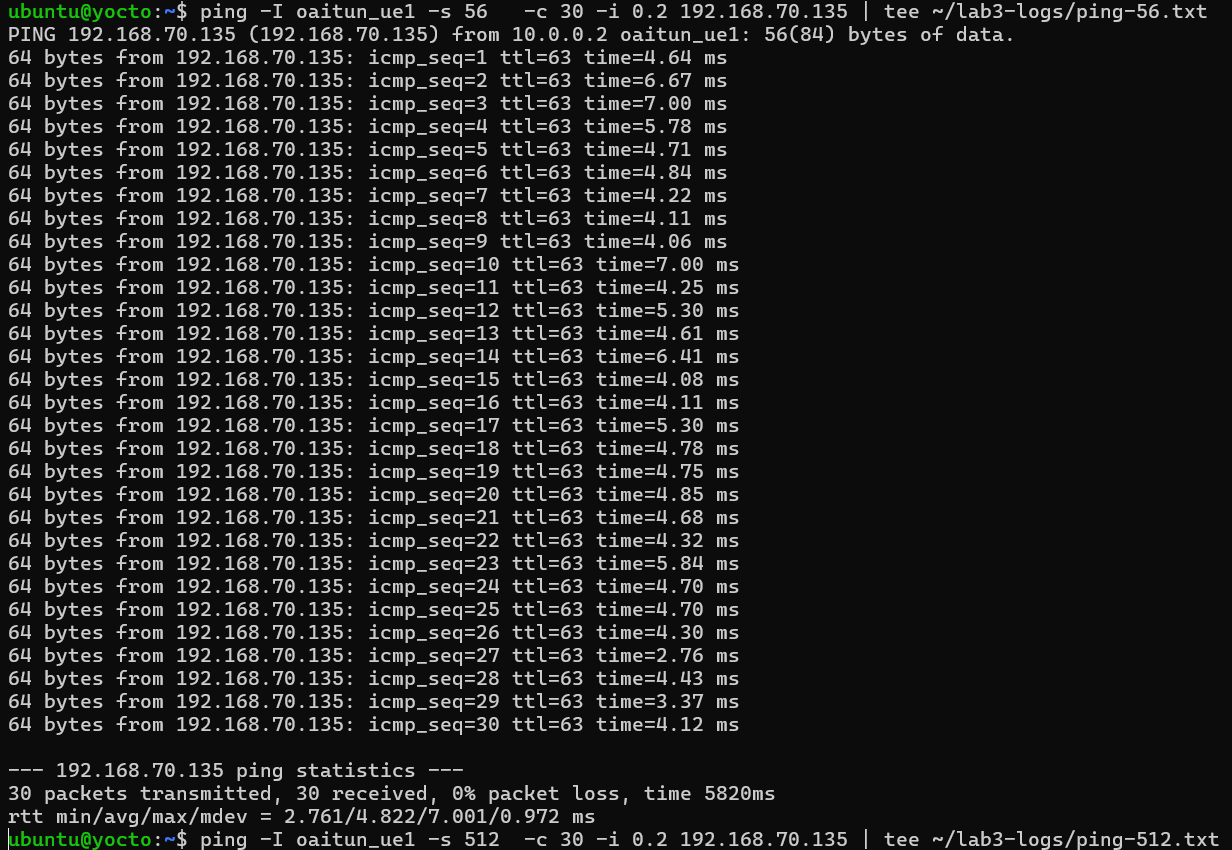 ubuntu@yocto:~$ ping -I oaitun_ue1 -s 56   -c 30 -i 0.2 192.168.70.135 | tee ~/lab3-logs/ping-56.txt
PING 192.168.70.135 (192.168.70.135) from 10.0.0.2 oaitun_ue1: 56(84) bytes of data.
64 bytes from 192.168.70.135: icmp_seq=1 ttl=63 time=4.64 ms
64 bytes from 192.168.70.135: icmp_seq=2 ttl=63 time=6.67 ms
64 bytes from 192.168.70.135: icmp_seq=3 ttl=63 time=7.00 ms
64 bytes from 192.168.70.135: icmp_seq=4 ttl=63 time=5.78 ms
64 bytes from 192.168.70.135: icmp_seq=5 ttl=63 time=4.71 ms
64 bytes from 192.168.70.135: icmp_seq=6 ttl=63 time=4.84 ms
64 bytes from 192.168.70.135: icmp_seq=7 ttl=63 time=4.22 ms
64 bytes from 192.168.70.135: icmp_seq=8 ttl=63 time=4.11 ms
64 bytes from 192.168.70.135: icmp_seq=9 ttl=63 time=4.06 ms
64 bytes from 192.168.70.135: icmp_seq=10 ttl=63 time=7.00 ms
64 bytes from 192.168.70.135: icmp_seq=11 ttl=63 time=4.25 ms
64 bytes from 192.168.70.135: icmp_seq=12 ttl=63 time=5.30 ms
64 bytes from 192.168.70.135: icmp_seq=13 ttl=63 time=4.61 ms
64 bytes from 192.168.70.135: icmp_seq=14 ttl=63 time=6.41 ms
64 bytes from 192.168.70.135: icmp_seq=15 ttl=63 time=4.08 ms
64 bytes from 192.168.70.135: icmp_seq=16 ttl=63 time=4.11 ms
64 bytes from 192.168.70.135: icmp_seq=17 ttl=63 time=5.30 ms
64 bytes from 192.168.70.135: icmp_seq=18 ttl=63 time=4.78 ms
64 bytes from 192.168.70.135: icmp_seq=19 ttl=63 time=4.75 ms
64 bytes from 192.168.70.135: icmp_seq=20 ttl=63 time=4.85 ms
64 bytes from 192.168.70.135: icmp_seq=21 ttl=63 time=4.68 ms
64 bytes from 192.168.70.135: icmp_seq=22 ttl=63 time=4.32 ms
64 bytes from 192.168.70.135: icmp_seq=23 ttl=63 time=5.84 ms
64 bytes from 192.168.70.135: icmp_seq=24 ttl=63 time=4.70 ms
64 bytes from 192.168.70.135: icmp_seq=25 ttl=63 time=4.70 ms
64 bytes from 192.168.70.135: icmp_seq=26 ttl=63 time=4.30 ms
64 bytes from 192.168.70.135: icmp_seq=27 ttl=63 time=2.76 ms
64 bytes from 192.168.70.135: icmp_seq=28 ttl=63 time=4.43 ms
64 bytes from 192.168.70.135: icmp_seq=29 ttl=63 time=3.37 ms
64 bytes from 192.168.70.135: icmp_seq=30 ttl=63 time=4.12 ms
--- 192.168.70.135 ping statistics ---
30 packets transmitted, 30 received, 0% packet loss, time 5820ms
rtt min/avg/max/mdev = 2.761/4.822/7.001/0.972 ms
ubuntu@yocto:~$ ping -I oaitun_ue1 -s 512  -c 30 -i 0.2 192.168.70.135 | tee ~/lab3-logs/ping-512.txt